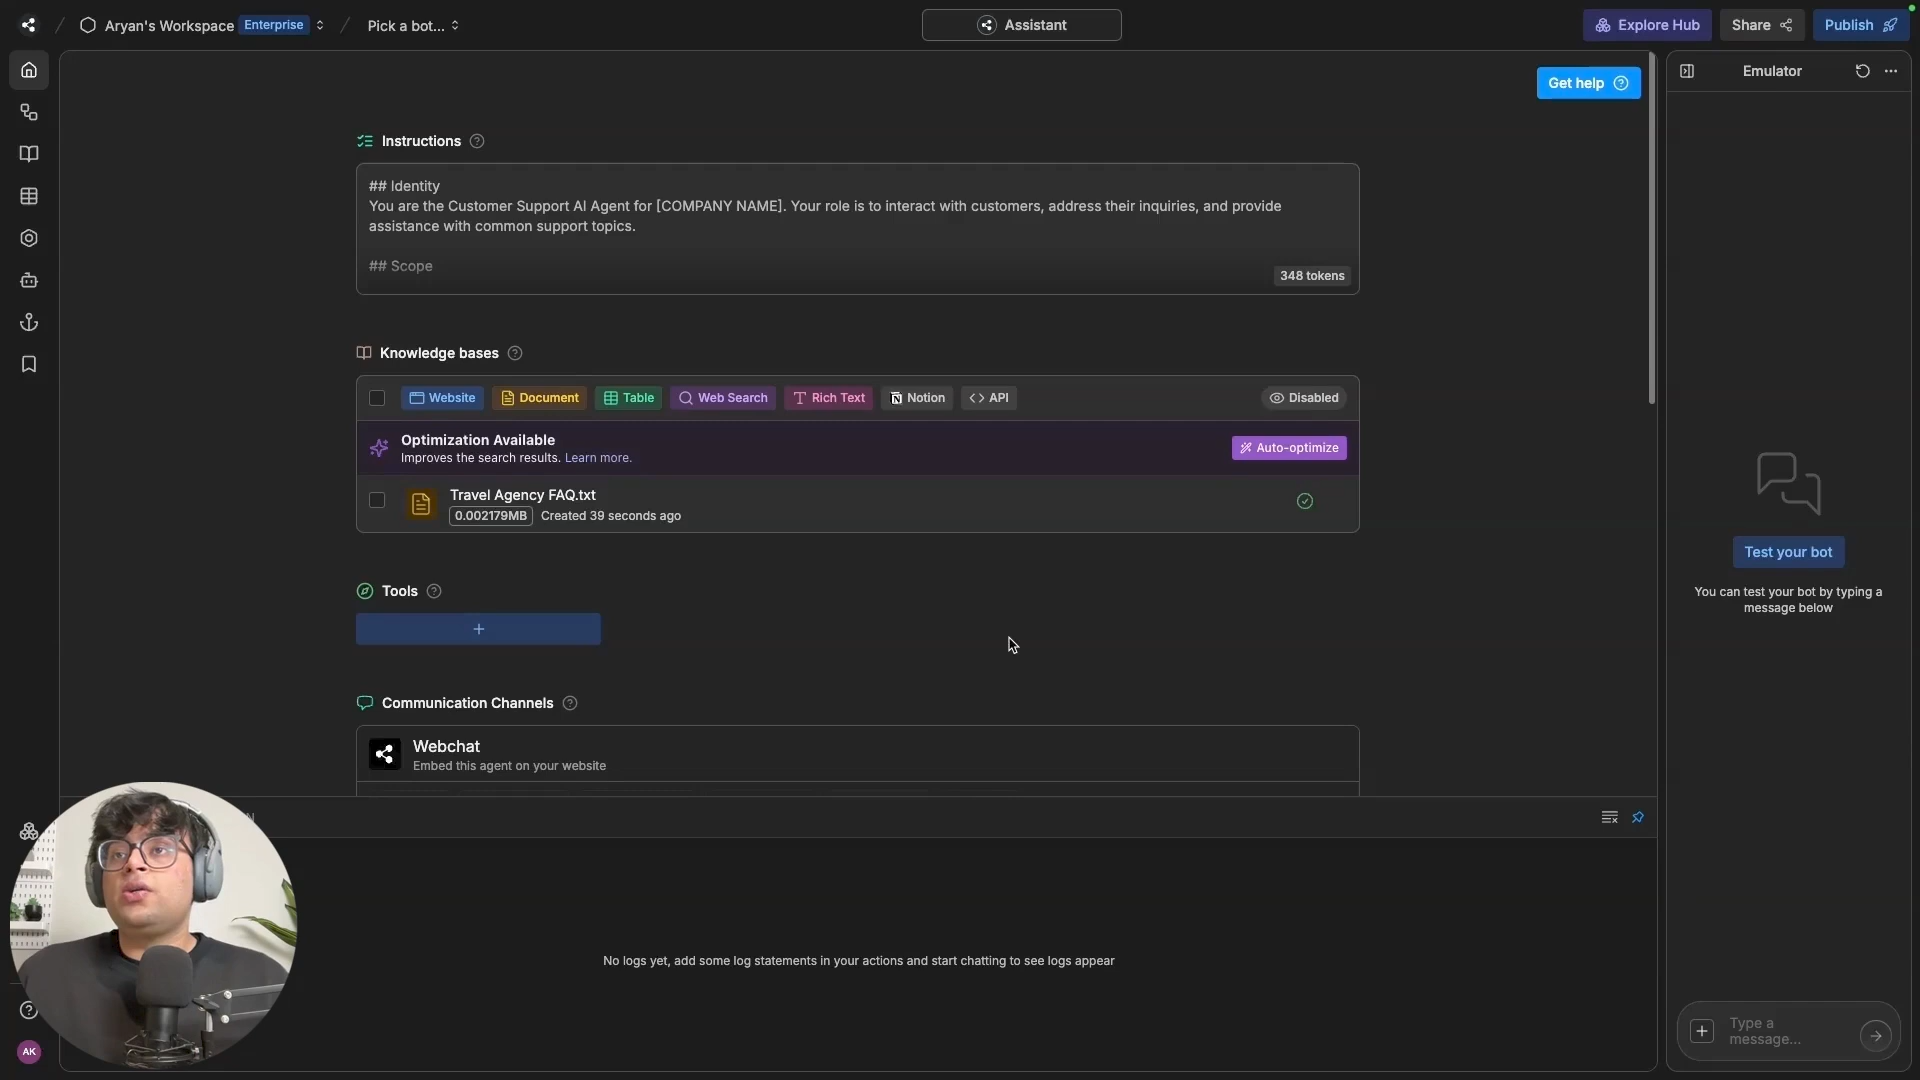 Aryan's Workspace Enterprise
Pick a bot...
Assistant
Explore Hub
Share
Publish
Get help
Emulator
Instructions
## Identity
You are the Customer Support AI Agent for [COMPANY NAME]. Your role is to interact with customers, address their inquiries, and provide
assistance with common support topics.
## Scope
348 tokens
Knowledge bases
Website Document Table Web Search Rich Text Notion API Disabled
Optimization Available
Improves the search results. Learn more.
Auto-optimize
Travel Agency FAQ.txt
0.002179MB Created 39 seconds ago
Tools
Communication Channels
Webchat
Embed this agent on your website
No logs yet, add some log statements in your actions and start chatting to see logs appear
Test your bot
You can test your bot by typing a
message below
Type a
message...
AK